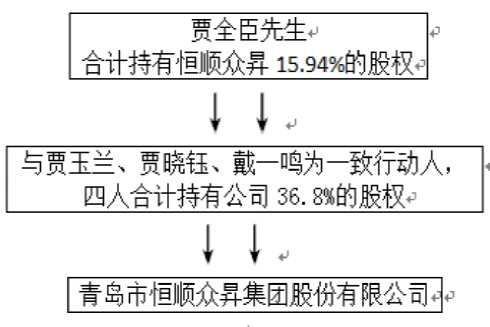 贾全臣先生
合计持有恒顺众昇 15.94%的股权
与贾玉兰、贾晓钰、戴一鸣为一致行动人，
四人合计持有公司 36.8%的股权
青岛市恒顺众昇集团股份有限公司